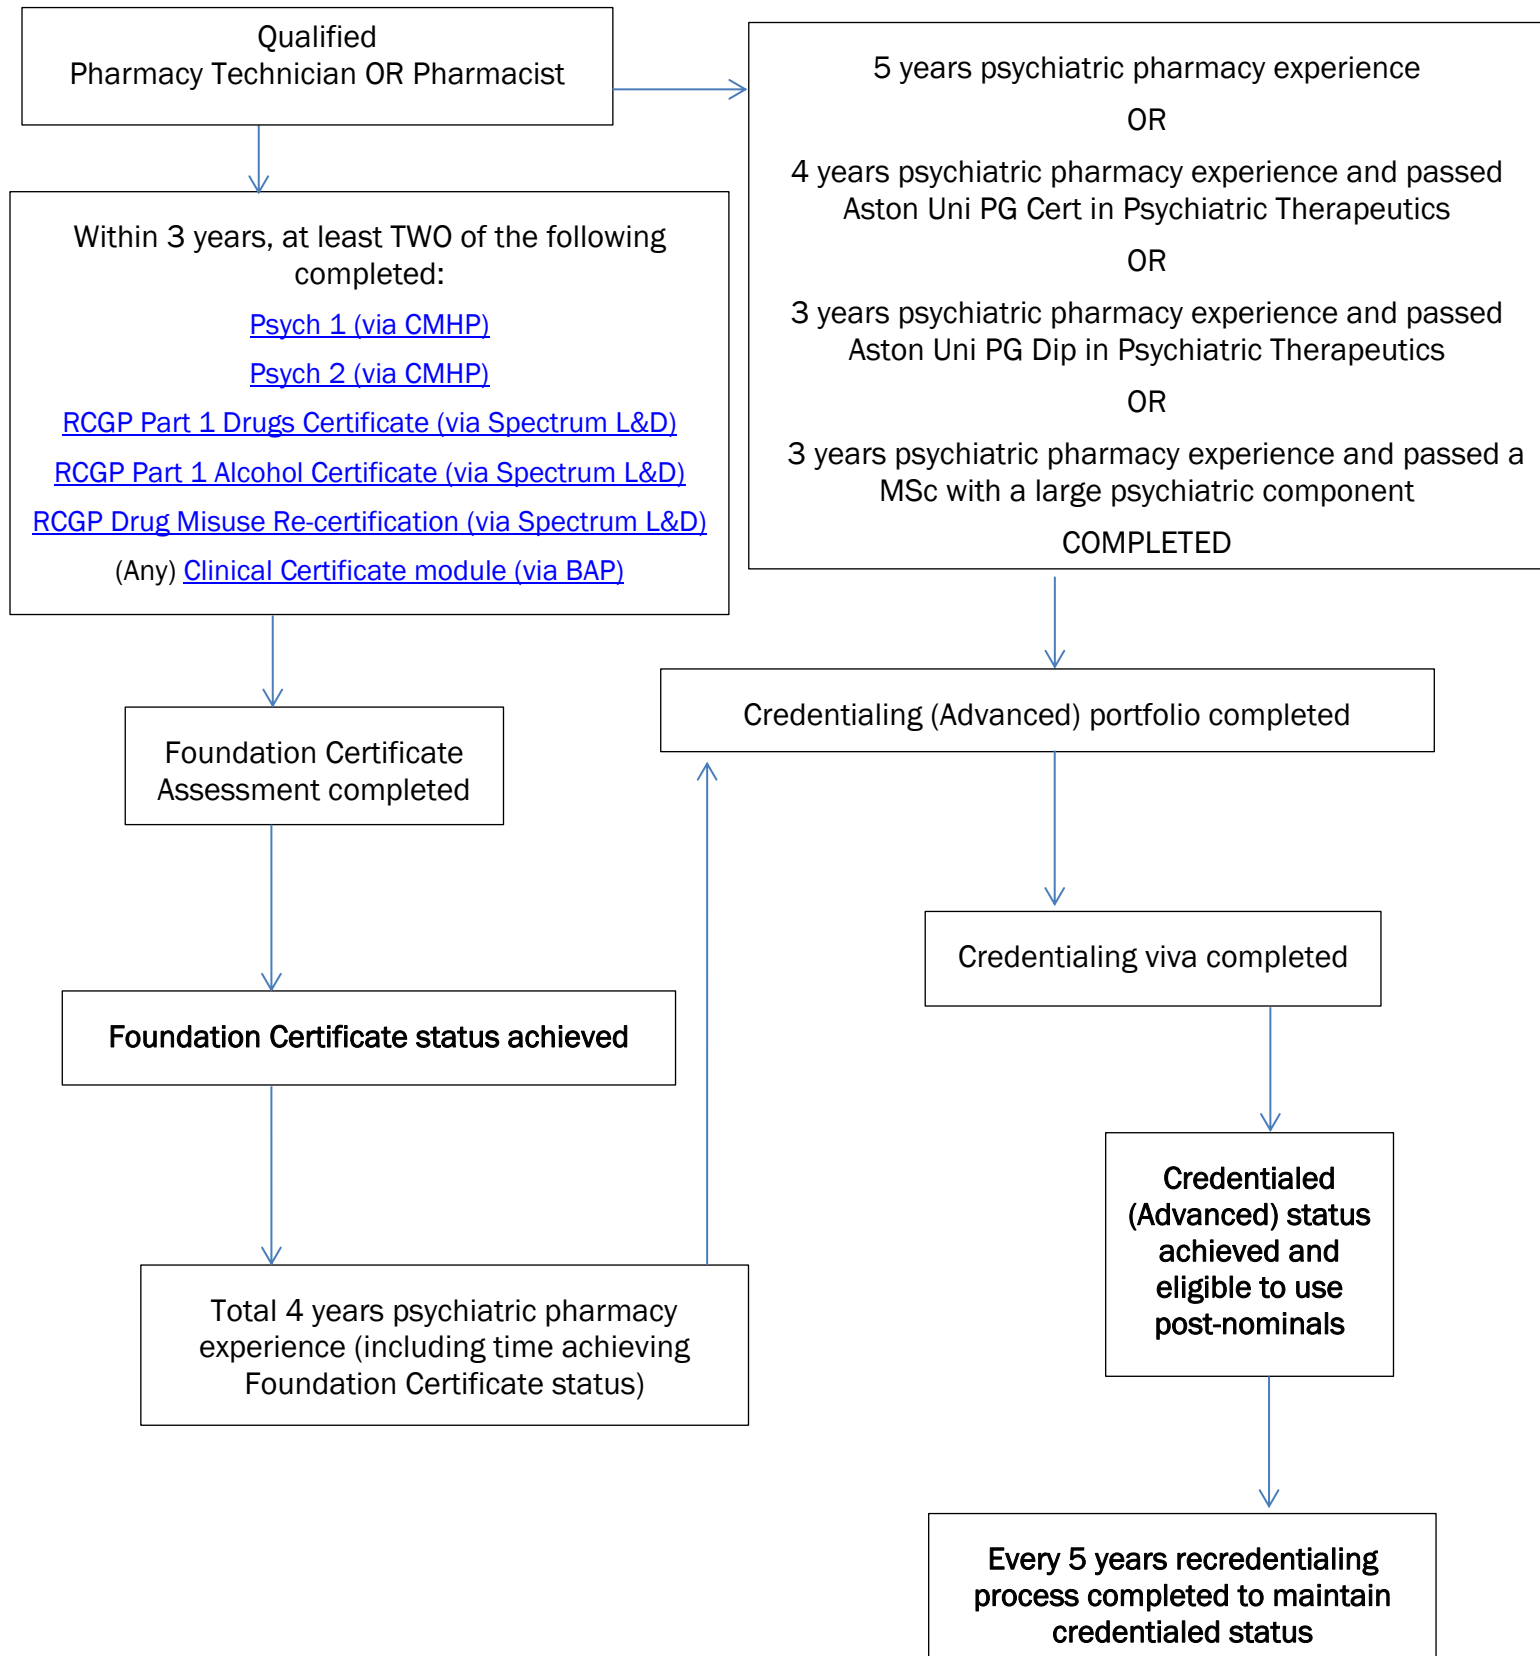 Qualified
Pharmacy Technician OR Pharmacist
5 years psychiatric pharmacy experience
OR
4 years psychiatric pharmacy experience and passed
Aston Uni PG Cert in Psychiatric Therapeutics
OR
3 years psychiatric pharmacy experience and passed
Aston Uni PG Dip in Psychiatric Therapeutics
OR
3 years psychiatric pharmacy experience and passed a
MSc with a large psychiatric component
COMPLETED
Within 3 years, at least TWO of the following
completed:
Psych 1 (via CMHP)
Psych 2 (via CMHP)
RCGP Part 1 Drugs Certificate (via Spectrum L&D)
RCGP Part 1 Alcohol Certificate (via Spectrum L&D)
RCGP Drug Misuse Re-certification (via Spectrum L&D)
(Any) Clinical Certificate module (via BAP)
Foundation Certificate
Assessment completed
Foundation Certificate status achieved
Total 4 years psychiatric pharmacy
experience (including time achieving
Foundation Certificate status)
Credentialing (Advanced) portfolio completed
Credentialing viva completed
Credentialed
(Advanced) status
achieved and
eligible to use
post-nominals
Every 5 years recredentialing
process completed to maintain
credentialed status